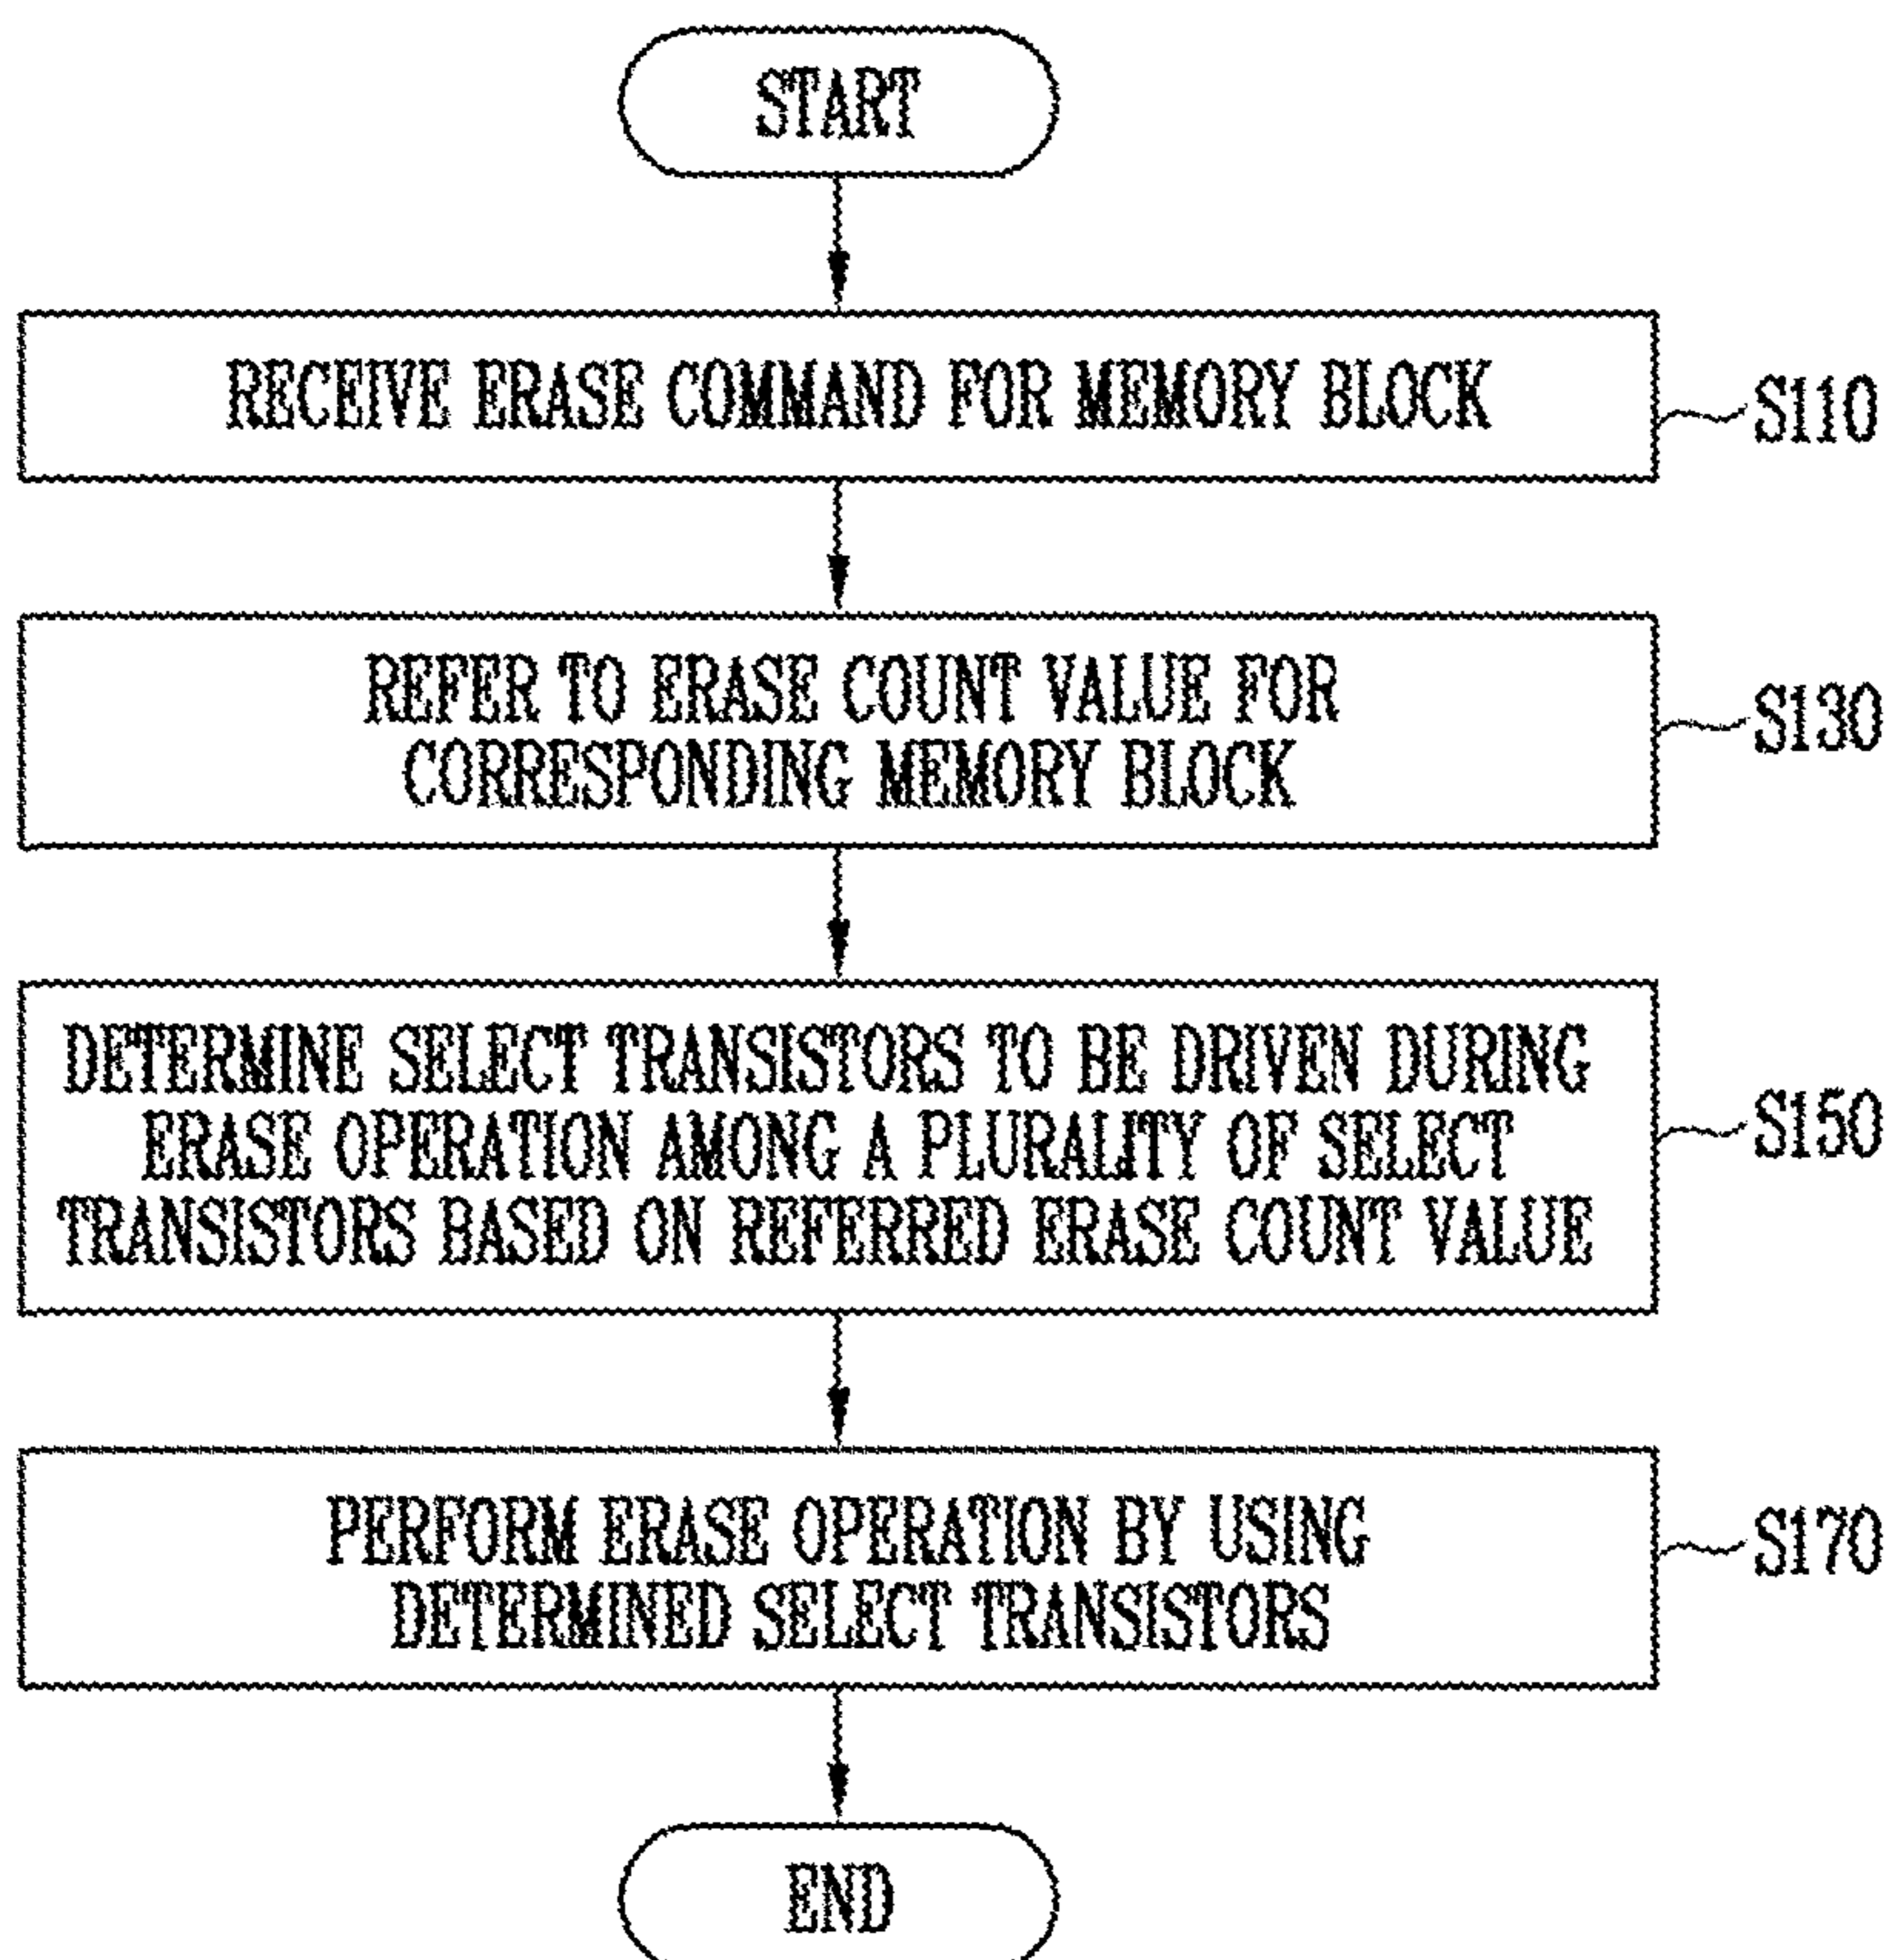 START
RECEIVE ERASE COMMAND FOR MEMORY BLOCK
S110
REFER TO ERASE COUNT VALUE FOR
CORRESPONDING MEMORY BLOCK
S130
DETERMINE SELECT TRANSISTORS TO BE DRIVEN DURING
ERASE OPERATION AMONG A PLURALITY OF SELECT
TRANSISTORS BASED ON REFERRED ERASE COUNT VALUE
S150
PERFORM ERASE OPERATION BY USING
DETERMINED SELECT TRANSISTORS
S170
END